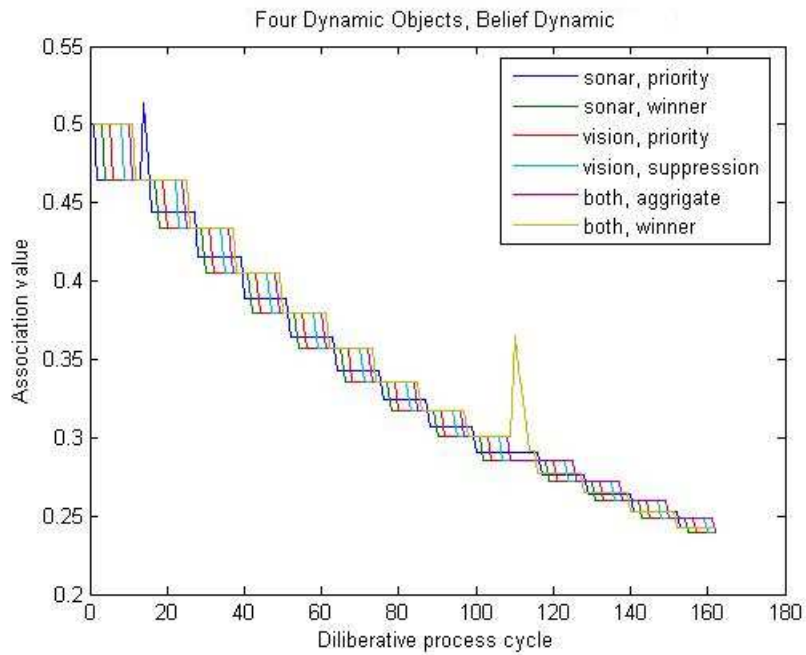 Four Dynamic Objects, Belief Dynamic
0.55
0.5
0.45
0.4
0.35
0.3
0.25
0.2
Association value
sonar, priority
sonar, winner
vision, priority
vision, suppression
both, aggrigate
both, winner
0 20 40 60 80 100 120 140 160 180
Diliberative process cycle